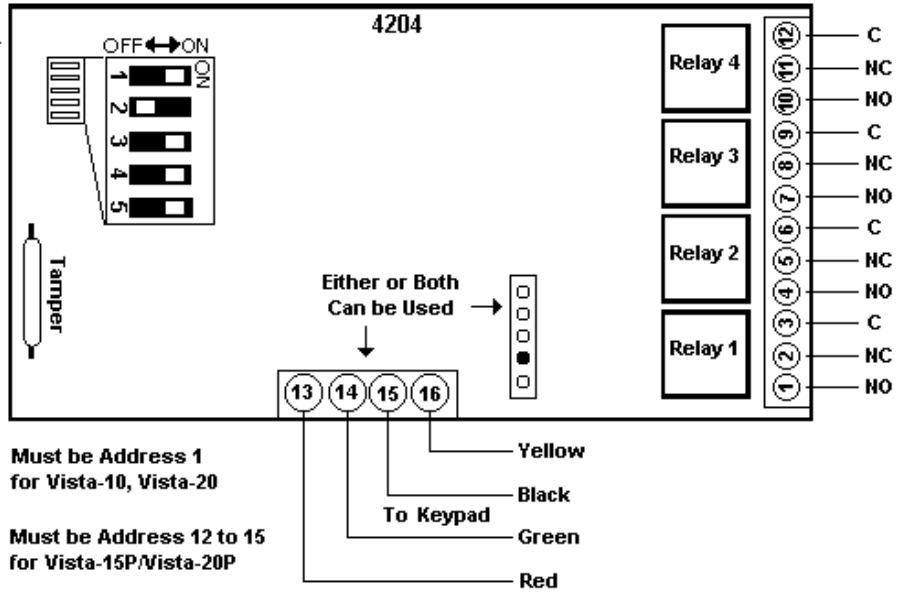 4204
OFF ON
ON
1
2
3
4
5
Tamper
Either or Both
Can be Used
Relay 4
Relay 3
Relay 2
Relay 1
12 C
11 NC
10 NO
9 C
8 NC
7 NO
6 C
5 NC
4 NO
3 C
2 NC
1 NO
13 14 15 16
Must be Address 1
for Vista-10, Vista-20
Must be Address 12 to 15
for Vista-15P/Vista-20P
Yellow
Black
To Keypad
Green
Red